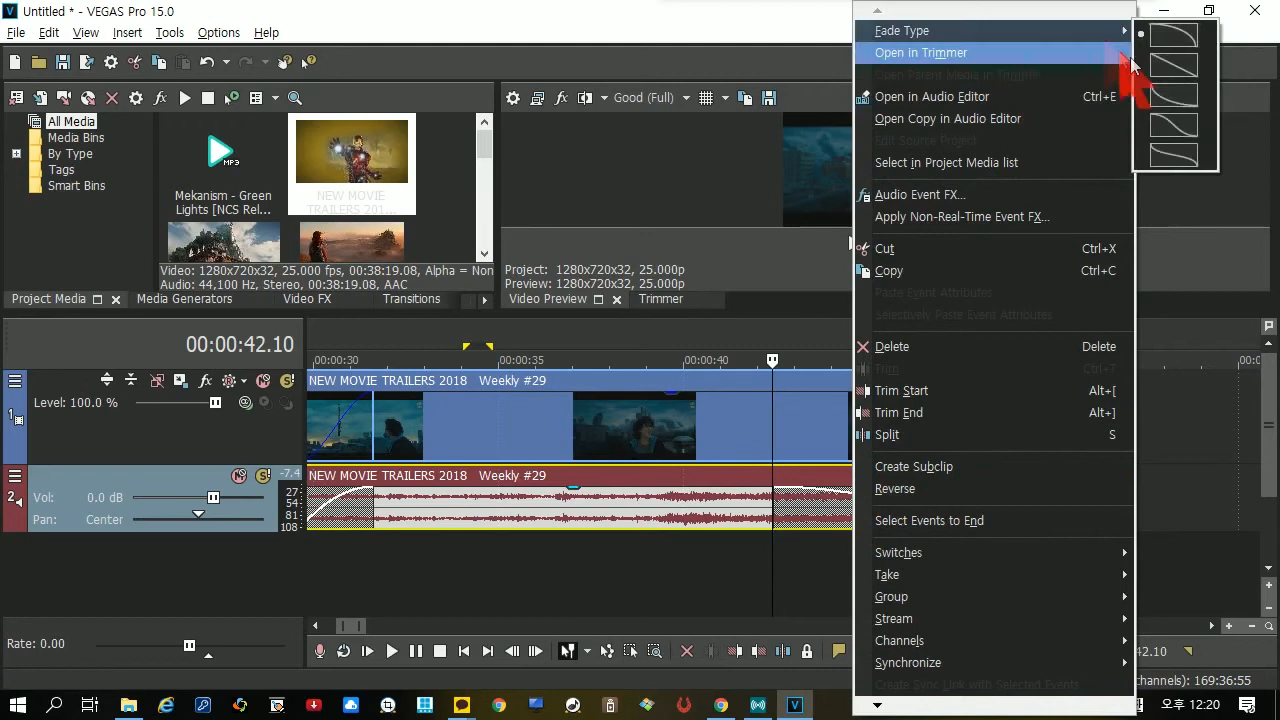 Untitled * - VEGAS Pro 15.0
File Edit View Insert Tools Options Help
All Media
Media Bins
By Type
Tags
Smart Bins
MP3
Mekanism - Green
Lights [NCS Rel...
NEW MOVIE
TRAILERS 201...
Video: 1280x720x32, 25.000 fps, 00:38:19.08, Alpha = Non
Audio: 44,100 Hz, Stereo, 00:38:19.08, AAC
Project Media Media Generators Video FX Transitions
Good (Full)
Project: 1280x720x32, 25.000p
Preview: 1280x720x32, 25.000p
Video Preview Trimmer
Fade Type
Open in Trimmer
Open Parent Media in Trimmer
Open in Audio Editor Ctrl+E
Open Copy in Audio Editor
Edit Source Project
Select in Project Media list
Audio Event FX...
Apply Non-Real-Time Event FX...
Cut Ctrl+X
Copy Ctrl+C
Paste Event Attributes
Selectively Paste Event Attributes
Delete Delete
Trim Ctrl+T
Trim Start Alt+[
Trim End Alt+]
Split S
Create Subclip
Reverse
Select Events to End
Switches
Take
Group
Stream
Channels
Synchronize
Create Sync Link with Selected Events
00:00:42.10
00:00:30 00:00:35 00:00:40
1
Level: 100.0 %
NEW MOVIE TRAILERS 2018 Weekly #29
2
-7.4
Vol: 0.0 dB
Pan: Center
27
54
81
108
NEW MOVIE TRAILERS 2018 Weekly #29
Rate: 0.00
42.10
channels): 169:36:55
오후 12:20